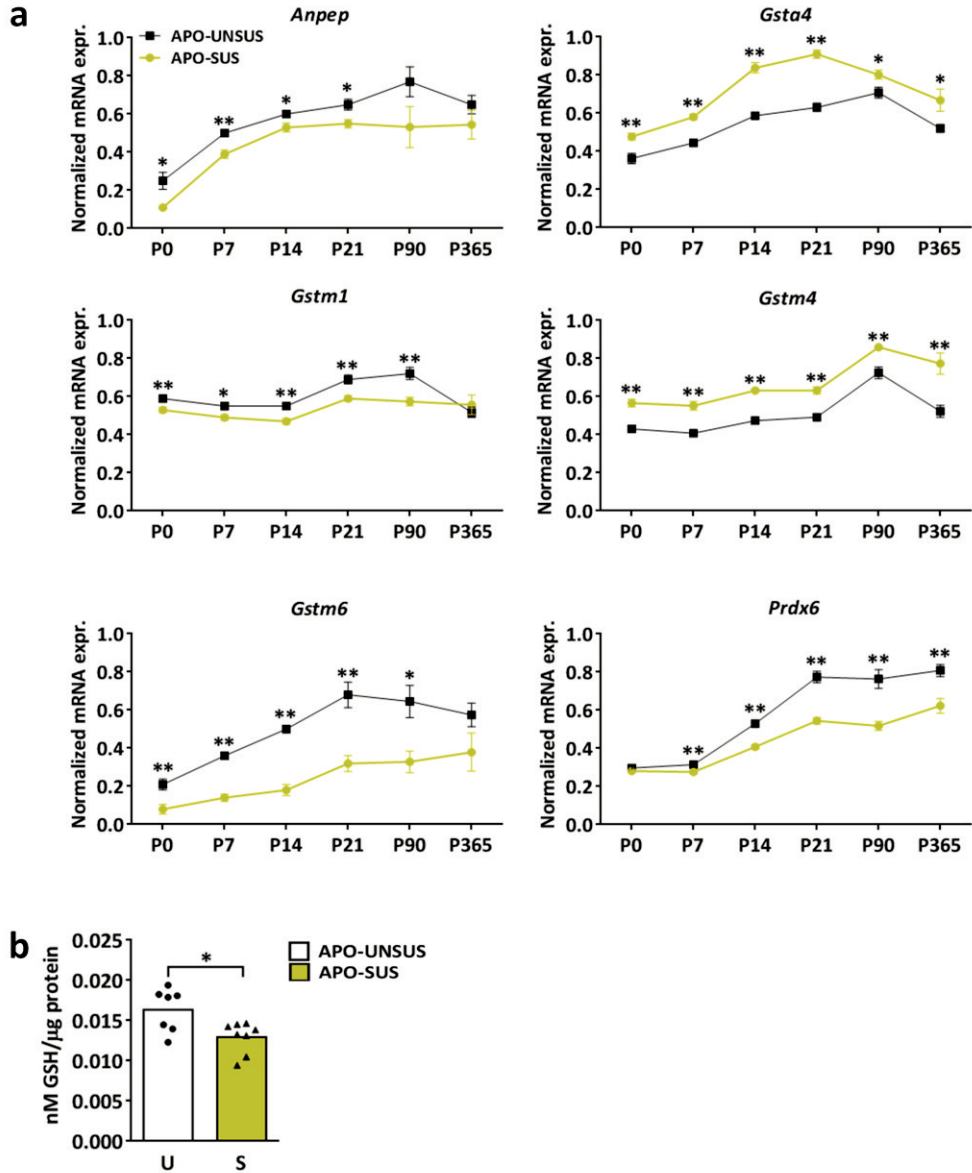 a
Anpep
Normalized mRNA expr.
APO-UNSUS
APO-SUS
1.0
0.8
0.6
0.4
0.2
0.0
* ** * *
P0 P7 P14 P21 P90 P365
Gsta4
Normalized mRNA expr.
1.0
0.8
0.6
0.4
0.2
0.0
** ** ** ** * *
P0 P7 P14 P21 P90 P365
Gstm1
Normalized mRNA expr.
1.0
0.8
0.6
0.4
0.2
0.0
** * ** ** **
P0 P7 P14 P21 P90 P365
Gstm4
Normalized mRNA expr.
1.0
0.8
0.6
0.4
0.2
0.0
** ** ** ** ** **
P0 P7 P14 P21 P90 P365
Gstm6
Normalized mRNA expr.
1.0
0.8
0.6
0.4
0.2
0.0
** ** ** ** *
P0 P7 P14 P21 P90 P365
Prdx6
Normalized mRNA expr.
1.0
0.8
0.6
0.4
0.2
0.0
** ** ** ** **
P0 P7 P14 P21 P90 P365
b
nM GSH/μg protein
0.025
0.020
0.015
0.010
0.005
0.000
*
APO-UNSUS
APO-SUS
U S